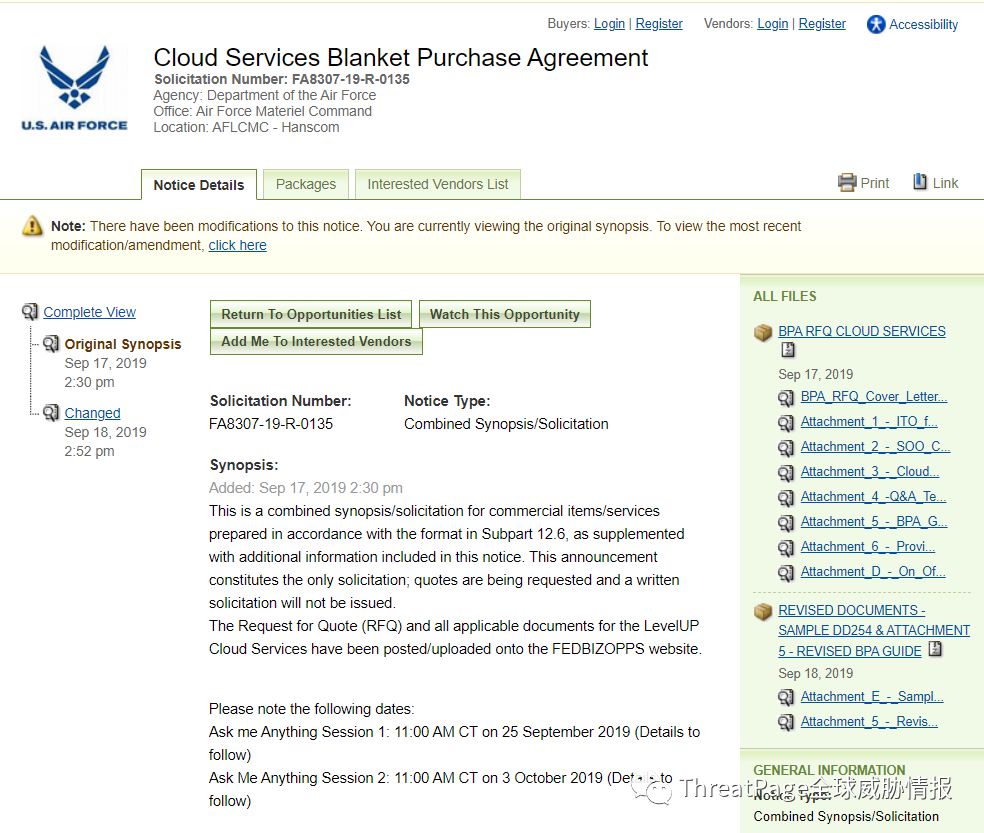 Buyers: Login | Register Vendors: Login | Register Accessibility
Cloud Services Blanket Purchase Agreement
Solicitation Number: FA8307-19-R-0135
Agency: Department of the Air Force
Office: Air Force Materiel Command
Location: AFLCMC - Hanscom
U.S. AIR FORCE
Notice Details Packages Interested Vendors List Print Link
Note: There have been modifications to this notice. You are currently viewing the original synopsis. To view the most recent
modification/amendment, click here
Complete View
Original Synopsis
Sep 17, 2019
2:30 pm
Changed
Sep 18, 2019
2:52 pm
Return To Opportunities List Watch This Opportunity
Add Me To Interested Vendors
Solicitation Number: Notice Type:
FA8307-19-R-0135 Combined Synopsis/Solicitation
Synopsis:
Added: Sep 17, 2019 2:30 pm
This is a combined synopsis/solicitation for commercial items/services
prepared in accordance with the format in Subpart 12.6, as supplemented
with additional information included in this notice. This announcement
constitutes the only solicitation; quotes are being requested and a written
solicitation will not be issued.
The Request for Quote (RFQ) and all applicable documents for the LevelUP
Cloud Services have been posted/uploaded onto the FEDBIZOPPS website.
Please note the following dates:
Ask me Anything Session 1: 11:00 AM CT on 25 September 2019 (Details to
follow)
Ask Me Anything Session 2: 11:00 AM CT on 3 October 2019 (Details to
follow)
ALL FILES
BPA RFQ CLOUD SERVICES
Sep 17, 2019
BPA_RFQ_Cover_Letter...
Attachment_1_-_ITO_f...
Attachment_2_-_SOO_C...
Attachment_3_-_Cloud...
Attachment_4_-Q&A_Te...
Attachment_5_-_BPA_G...
Attachment_6_-_Provi...
Attachment_D_-_On_Of...
REVISED DOCUMENTS -
SAMPLE DD254 & ATTACHMENT
5 - REVISED BPA GUIDE
Sep 18, 2019
Attachment_E_-_Sampl...
Attachment_5_-_Revis...
GENERAL INFORMATION
Notice Type:
Combined Synopsis/Solicitation
ThreatPage全球威胁情报